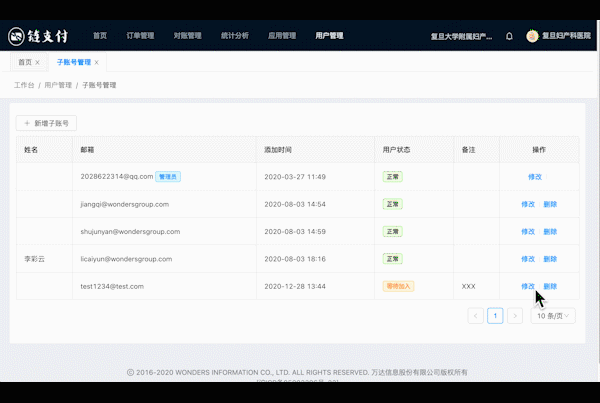 链支付 首页 订单管理 对账管理 统计分析 应用管理 用户管理 复旦大学附属妇产... 复旦妇产科医院
首页 × 子账号管理 ×
工作台 / 用户管理 / 子账号管理
+ 新增子账号
姓名 邮箱 添加时间 用户状态 备注 操作
2028622314@qq.com 管理员 2020-03-27 11:49 正常 修改
jiangqi@wondersgroup.com 2020-08-03 14:54 正常 修改 删除
shujunyan@wondersgroup.com 2020-08-03 14:59 正常 修改 删除
李彩云 licaiyun@wondersgroup.com 2020-08-03 18:16 正常 修改 删除
test1234@test.com 2020-12-28 13:44 等待加入 XXX 修改 删除
< 1 > 10 条/页
© 2016-2020 WONDERS INFORMATION CO., LTD. ALL RIGHTS RESERVED. 万达信息股份有限公司版权所有